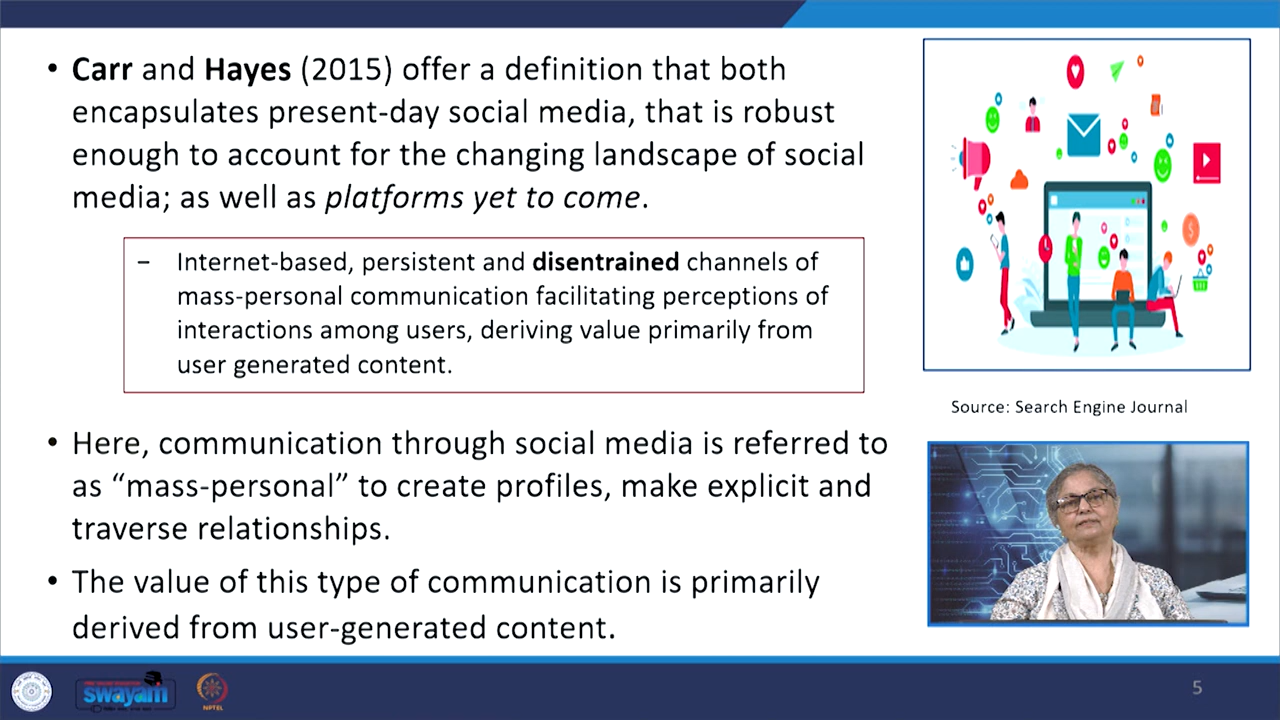 • Carr and Hayes (2015) offer a definition that both
encapsulates present-day social media, that is robust
enough to account for the changing landscape of social
media; as well as platforms yet to come.
– Internet-based, persistent and disentrained channels of
mass-personal communication facilitating perceptions of
interactions among users, deriving value primarily from
user generated content.
• Here, communication through social media is referred to
as “mass-personal” to create profiles, make explicit and
traverse relationships.
• The value of this type of communication is primarily
derived from user-generated content.
Source: Search Engine Journal
swayam
NPTEL
5